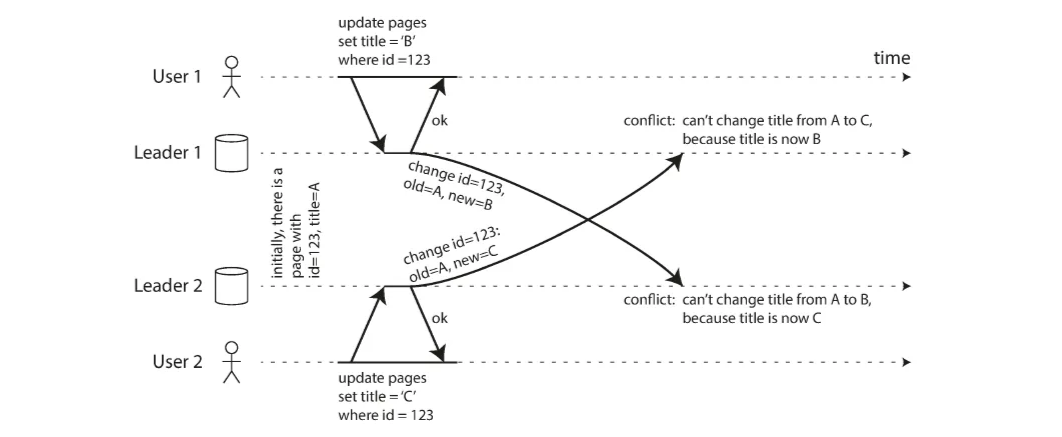 update pages
set title = ‘B’
where id =123
time
User 1
ok
conflict: can’t change title from A to C,
because title is now B
Leader 1
change id=123,
old=A, new=B
initially, there is a
page with
id=123, title=A
change id=123:
old=A, new=C
Leader 2
conflict: can’t change title from A to B,
because title is now C
ok
User 2
update pages
set title = ‘C’
where id = 123